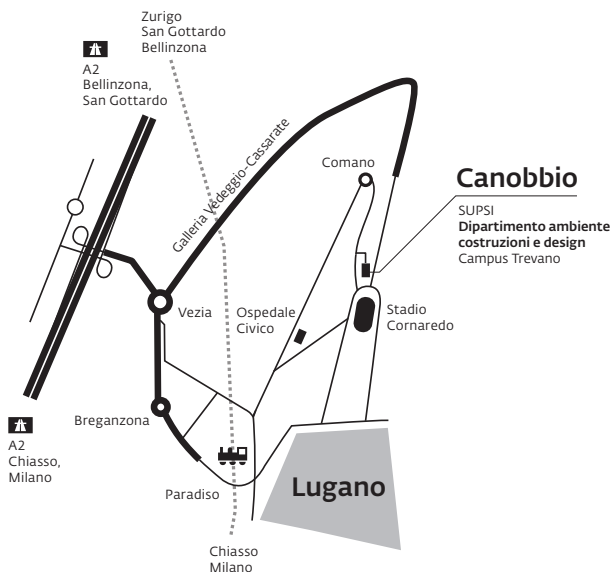 Zurigo
San Gottardo
Bellinzona
A2
Bellinzona,
San Gottardo
Galleria Vedeggio-Cassarate
Comano
Canobbio
SUPSI
Dipartimento ambiente
costruzioni e design
Campus Trevano
Vezia
Ospedale
Civico
Stadio
Cornaredo
Breganzona
A2
Chiasso,
Milano
Paradiso
Lugano
Chiasso
Milano